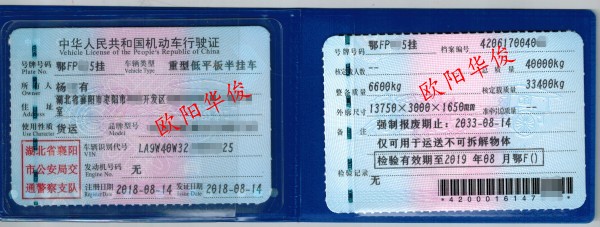 中华人民共和国机动车行驶证
Vehicle License of the People's Republic of China
号牌号码 鄂FP 5挂 车辆类型 重型低平板半挂车
Plate No. Vehicle Type
所有人 杨 有
住址 湖北省襄阳市老河口市 开发区
Address 室
使用性质 货运 品牌型号
Use Character Model
湖北省襄阳
市公安局交
通警察支队
车辆识别代号 LA9W40W32 25
VIN
发动机号码 无
Engine No.
注册日期 2018-08-14 发证日期 2018-08-14
欧阳华俊
号牌号码 鄂FP 5挂 档案编号 4206170040
核定载人数 -- 总质量 40000kg
整备质量 6600kg 核定载质量 33400kg
外廓尺寸 13750×3000×1650mm 准牵引总质量 --
备注 强制报废期止：2033-08-14
仅可用于运送不可拆解物体
检验有效期至2019年08月鄂F()
检验记录
无
*4200016147
欧阳华俊